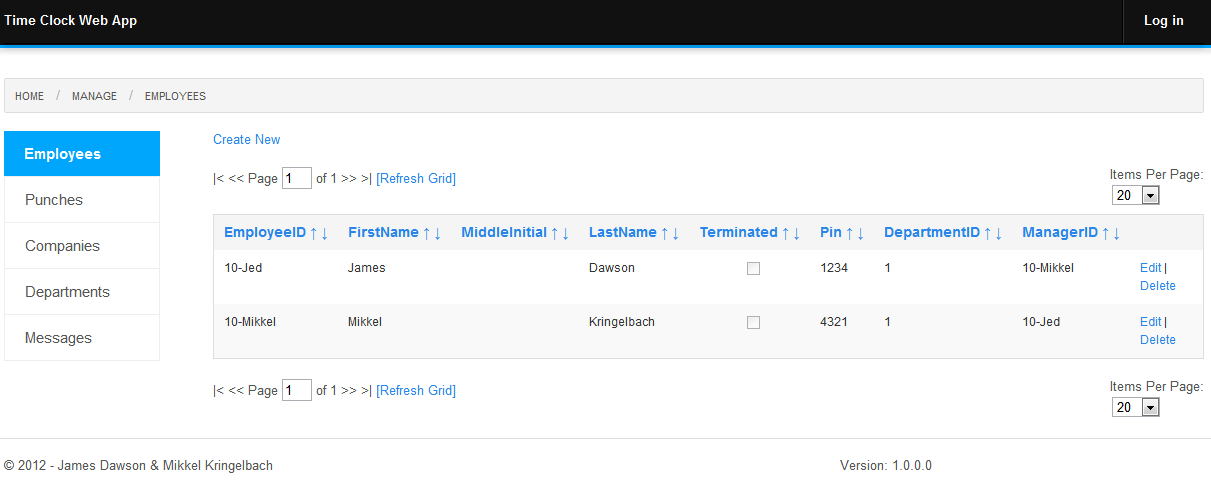 Time Clock Web App Log in
HOME / MANAGE / EMPLOYEES
Employees
Punches
Companies
Departments
Messages
Create New
|< << Page 1 of 1 >> >| [Refresh Grid]
Items Per Page:
20
EmployeeID ↑ ↓ FirstName ↑ ↓ MiddleInitial ↑ ↓ LastName ↑ ↓ Terminated ↑ ↓ Pin ↑ ↓ DepartmentID ↑ ↓ ManagerID ↑ ↓
10-Jed James Dawson 1234 1 10-Mikkel Edit |
Delete
10-Mikkel Mikkel Kringelbach 4321 1 10-Jed Edit |
Delete
|< << Page 1 of 1 >> >| [Refresh Grid]
Items Per Page:
20
© 2012 - James Dawson & Mikkel Kringelbach Version: 1.0.0.0